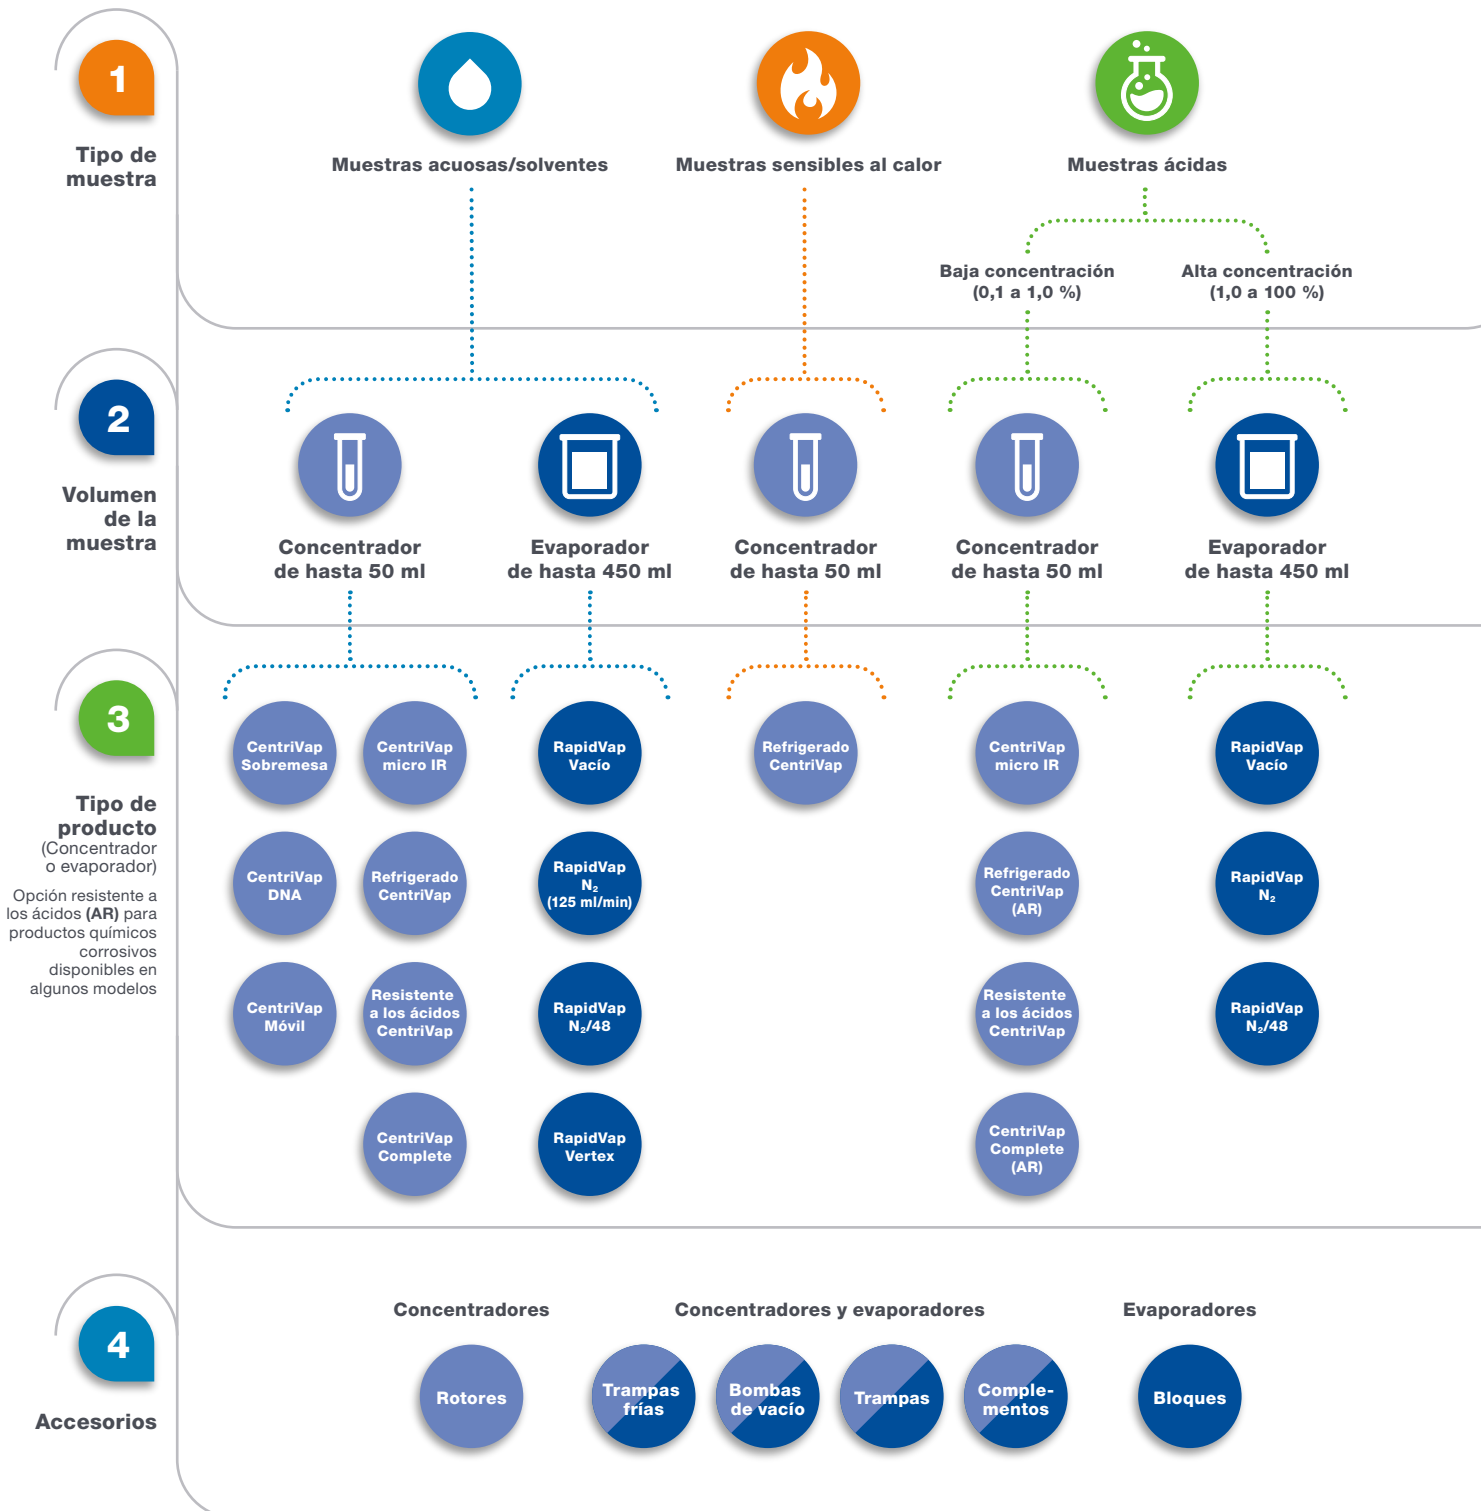 1
Tipo de
muestra
Muestras acuosas/solventes
Muestras sensibles al calor
Muestras ácidas
Baja concentración
(0,1 a 1,0 %)
Alta concentración
(1,0 a 100 %)
2
Volumen
de la
muestra
Concentrador
de hasta 50 ml
Evaporador
de hasta 450 ml
Concentrador
de hasta 50 ml
Concentrador
de hasta 50 ml
Evaporador
de hasta 450 ml
3
Tipo de
producto
(Concentrador
o evaporador)
Opción resistente a
los ácidos (AR) para
productos químicos
corrosivos
disponibles en
algunos modelos
CentriVap
Sobremesa
CentriVap
micro IR
RapidVap
Vacío
Refrigerado
CentriVap
CentriVap
micro IR
RapidVap
Vacío
CentriVap
DNA
Refrigerado
CentriVap
RapidVap
N₂
(125 ml/min)
Refrigerado
CentriVap
(AR)
RapidVap
N₂
CentriVap
Móvil
Resistente
a los ácidos
CentriVap
RapidVap
N₂/48
Resistente
a los ácidos
CentriVap
RapidVap
N₂/48
CentriVap
Complete
RapidVap
Vertex
CentriVap
Complete
(AR)
4
Accesorios
Concentradores
Concentradores y evaporadores
Evaporadores
Rotores
Trampas
frías
Bombas
de vacío
Trampas
Comple-
mentos
Bloques